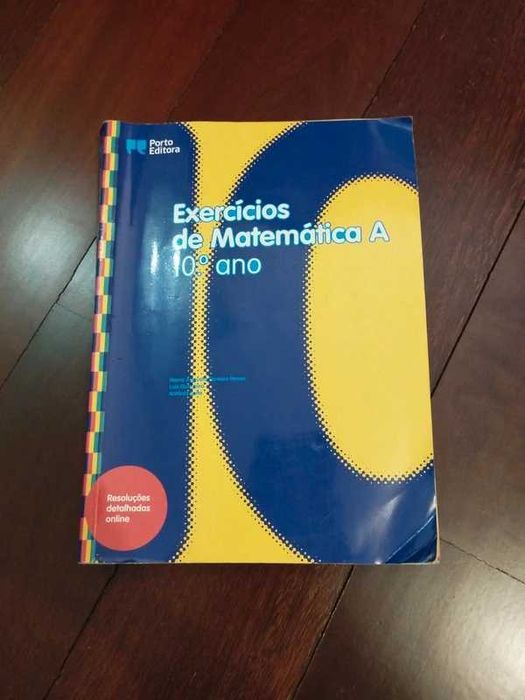 Porto
Editora
Exercícios
de Matemática A
10.º ano
Resoluções
detalhadas
online